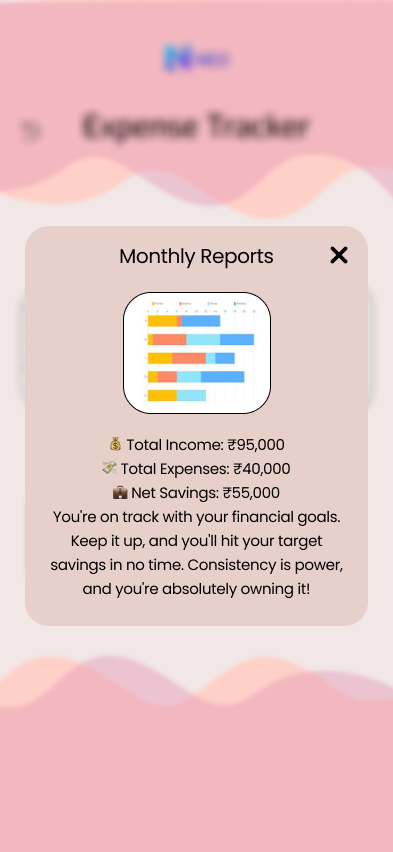 Expense Tracker
Monthly Reports
💰 Total Income: ₹95,000
💸 Total Expenses: ₹40,000
💼 Net Savings: ₹55,000
You're on track with your financial goals.
Keep it up, and you'll hit your target
savings in no time. Consistency is power,
and you're absolutely owning it!